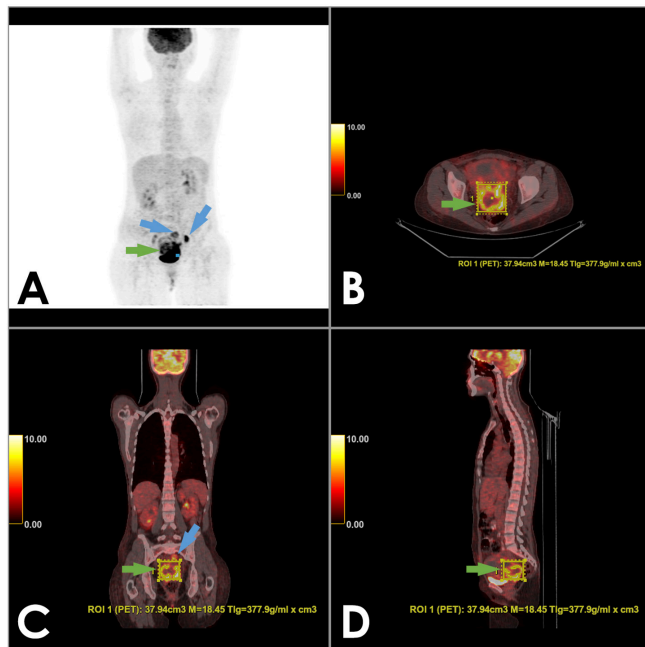 A
10.00
0.00
1
ROI 1 (PET): 37.94cm3 M=18.45 Tlg=377.9g/ml x cm3
B
10.00
0.00
ROI 1 (PET): 37.94cm3 M=18.45 Tlg=377.9g/ml x cm3
C
10.00
0.00
ROI 1 (PET): 37.94cm3 M=18.45 Tlg=377.9g/ml x cm3
D